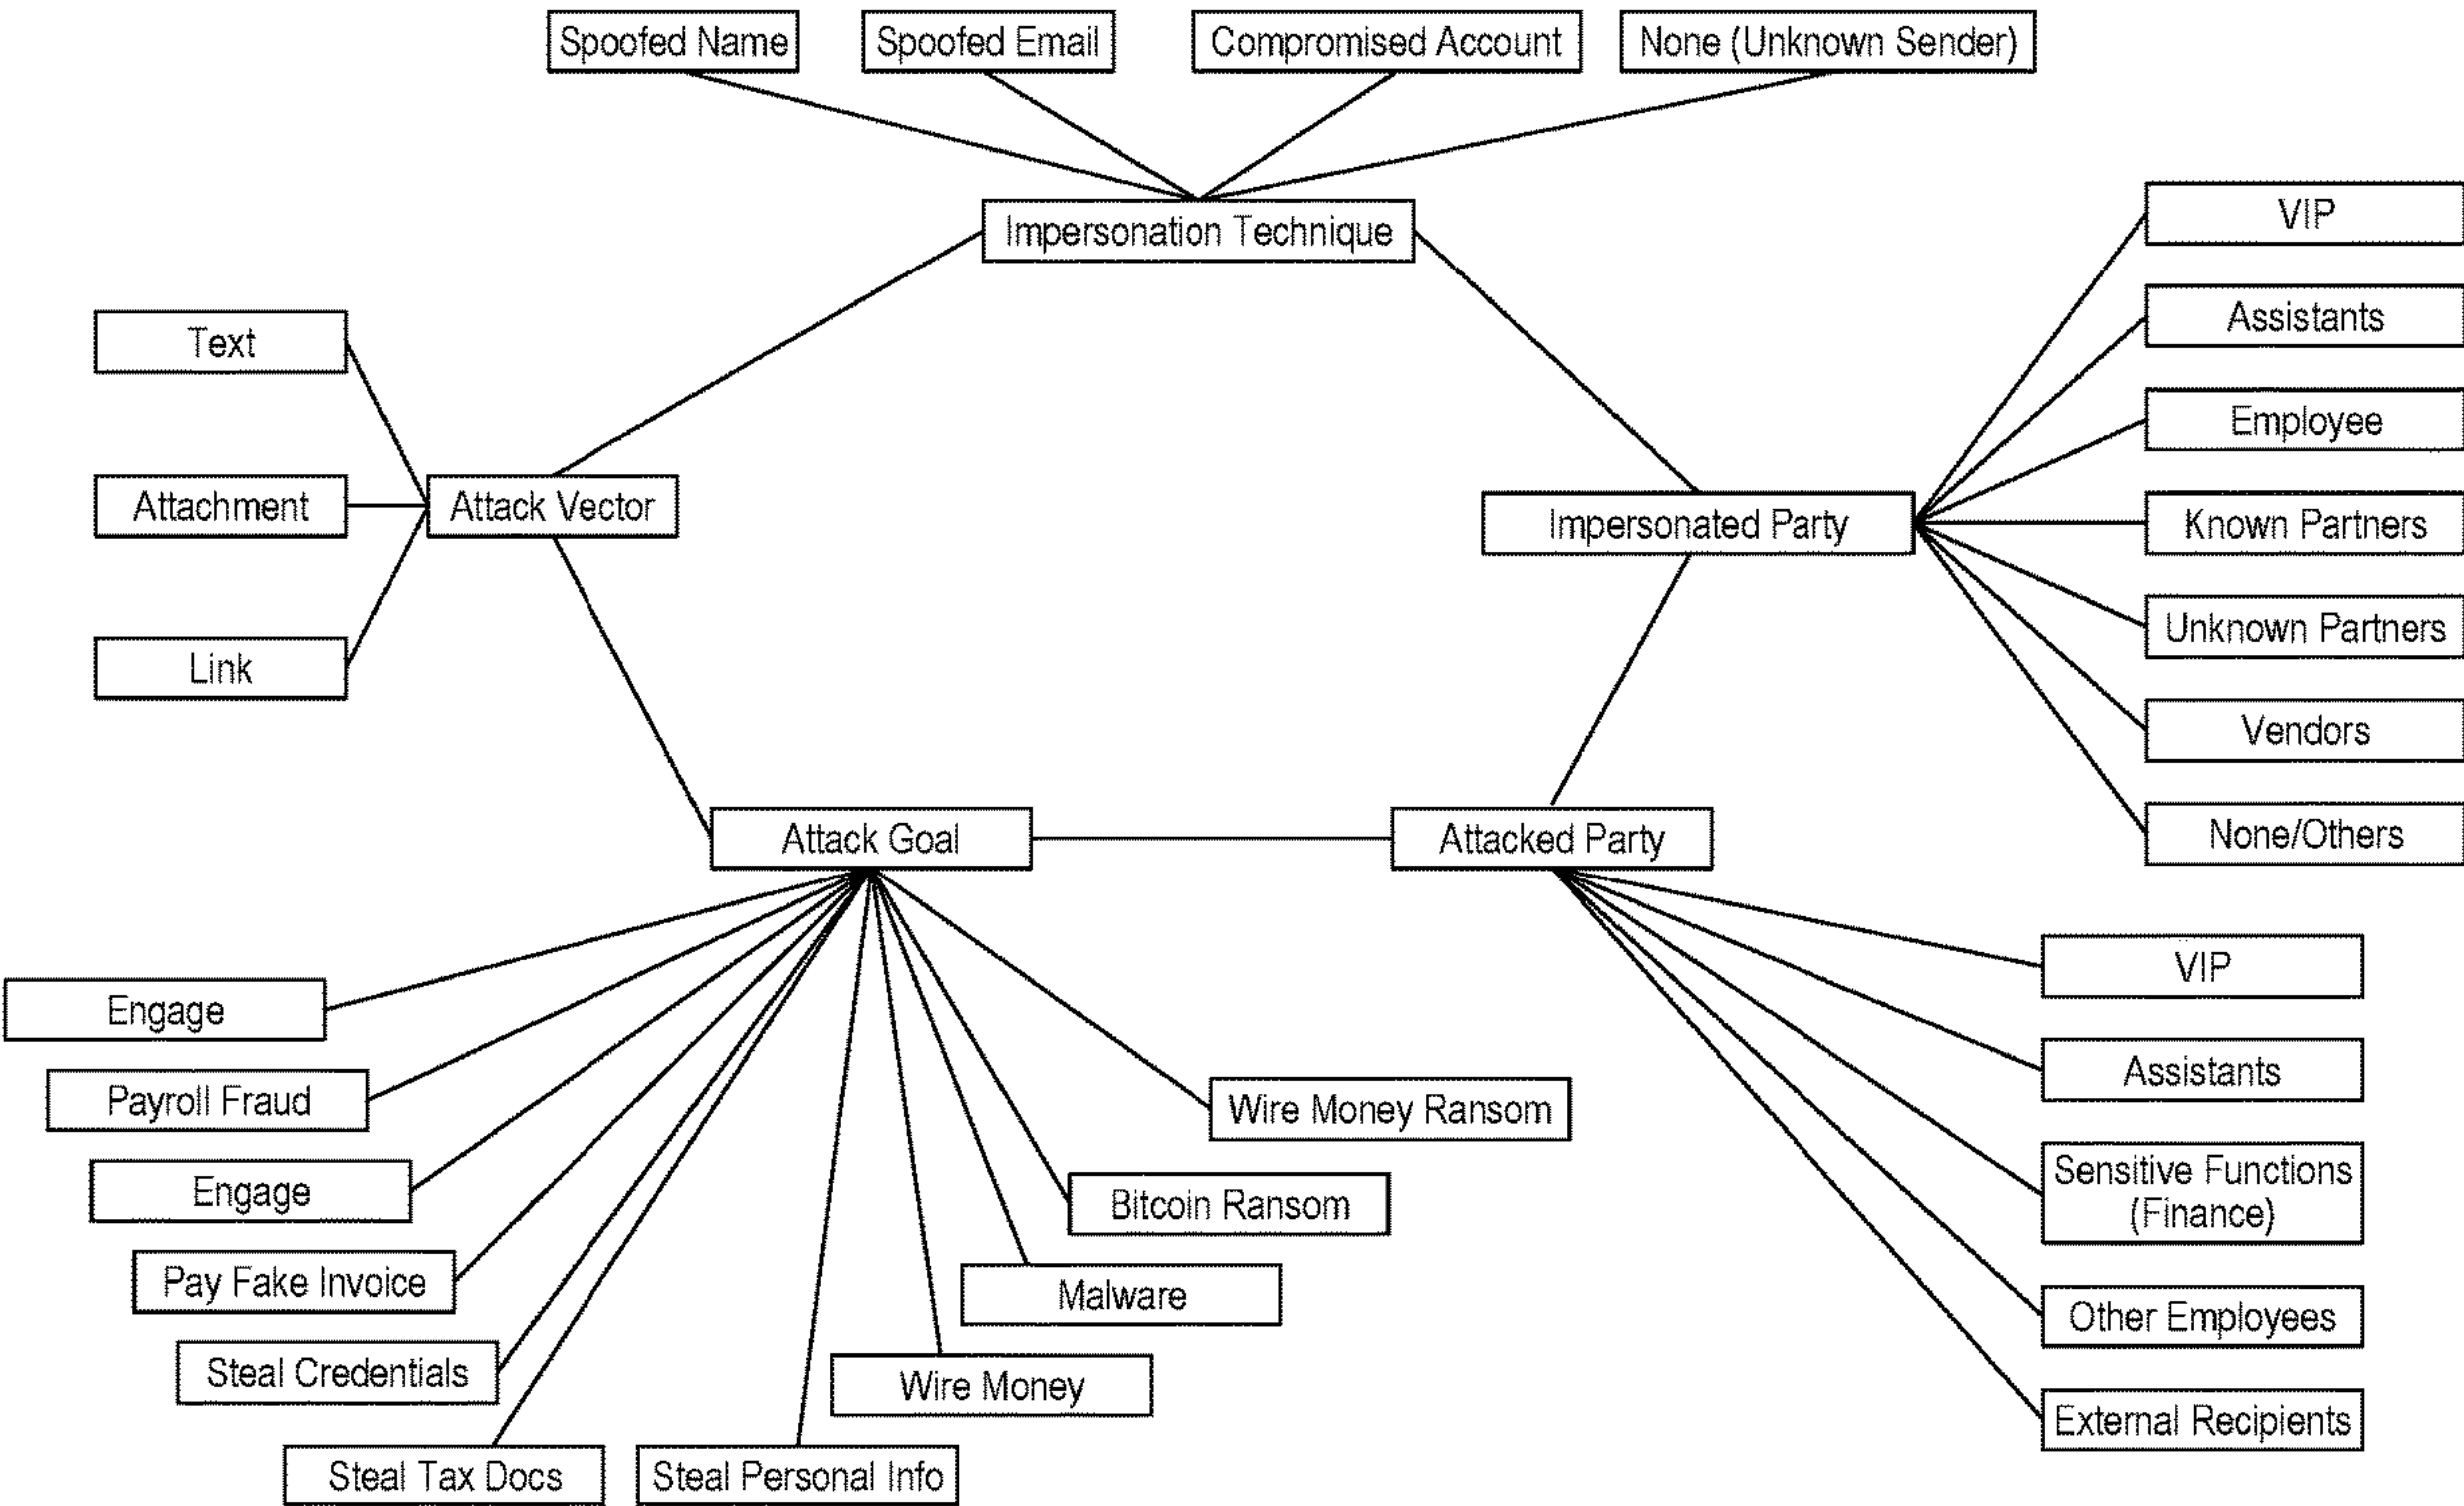 Spoofed Name
Spoofed Email
Compromised Account
None (Unknown Sender)
Impersonation Technique
VIP
Assistants
Employee
Known Partners
Unknown Partners
Vendors
None/Others
Text
Attachment
Link
Attack Vector
Impersonated Party
Attack Goal
Attacked Party
Engage
Payroll Fraud
Engage
Pay Fake Invoice
Steal Credentials
Steal Tax Docs
Steal Personal Info
Wire Money
Malware
Bitcoin Ransom
Wire Money Ransom
VIP
Assistants
Sensitive Functions
(Finance)
Other Employees
External Recipients